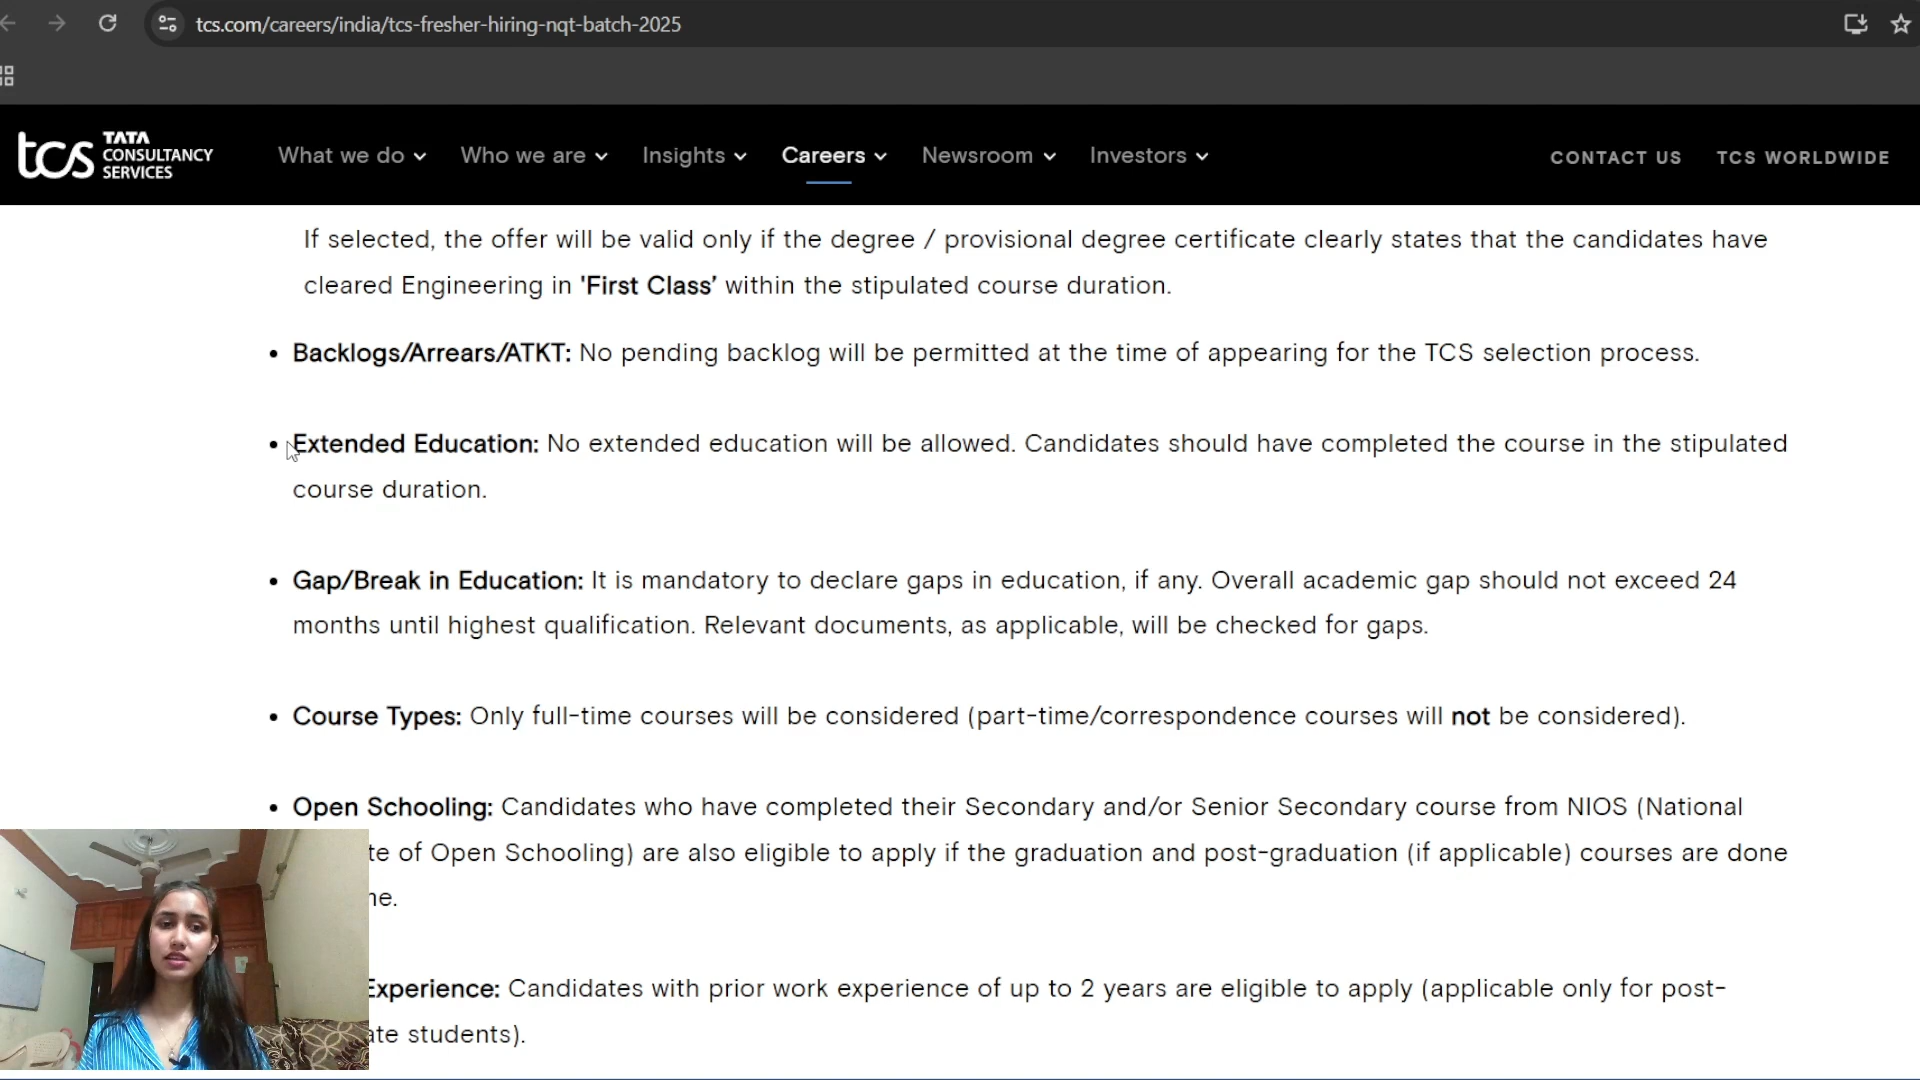 tcs.com/careers/india/tcs-fresher-hiring-nqt-batch-2025
tcs TATA CONSULTANCY SERVICES
What we do Who we are Insights Careers Newsroom Investors CONTACT US TCS WORLDWIDE
If selected, the offer will be valid only if the degree / provisional degree certificate clearly states that the candidates have
cleared Engineering in 'First Class’ within the stipulated course duration.
• Backlogs/Arrears/ATKT: No pending backlog will be permitted at the time of appearing for the TCS selection process.
• Extended Education: No extended education will be allowed. Candidates should have completed the course in the stipulated
course duration.
• Gap/Break in Education: It is mandatory to declare gaps in education, if any. Overall academic gap should not exceed 24
months until highest qualification. Relevant documents, as applicable, will be checked for gaps.
• Course Types: Only full-time courses will be considered (part-time/correspondence courses will not be considered).
• Open Schooling: Candidates who have completed their Secondary and/or Senior Secondary course from NIOS (National
te of Open Schooling) are also eligible to apply if the graduation and post-graduation (if applicable) courses are done
ne.
Experience: Candidates with prior work experience of up to 2 years are eligible to apply (applicable only for post-
ate students).